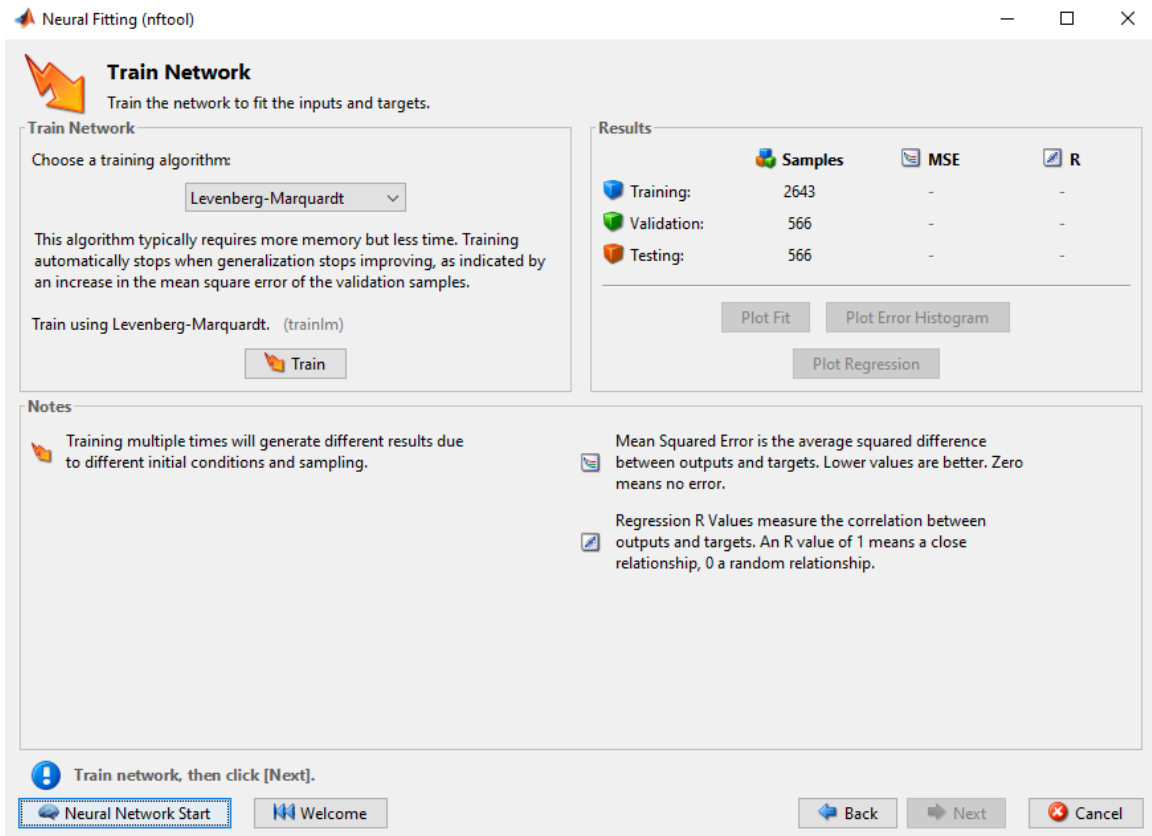 Neural Fitting (nftool)
Train Network
Train the network to fit the inputs and targets.
Train Network
Choose a training algorithm:
Levenberg-Marquardt
This algorithm typically requires more memory but less time. Training
automatically stops when generalization stops improving, as indicated by
an increase in the mean square error of the validation samples.
Train using Levenberg-Marquardt. (trainlm)
Train
Results
Samples MSE R
Training: 2643 - -
Validation: 566 - -
Testing: 566 - -
Plot Fit Plot Error Histogram
Plot Regression
Notes
Training multiple times will generate different results due
to different initial conditions and sampling.
Mean Squared Error is the average squared difference
between outputs and targets. Lower values are better. Zero
means no error.
Regression R Values measure the correlation between
outputs and targets. An R value of 1 means a close
relationship, 0 a random relationship.
Train network, then click [Next].
Neural Network Start Welcome Back Next Cancel